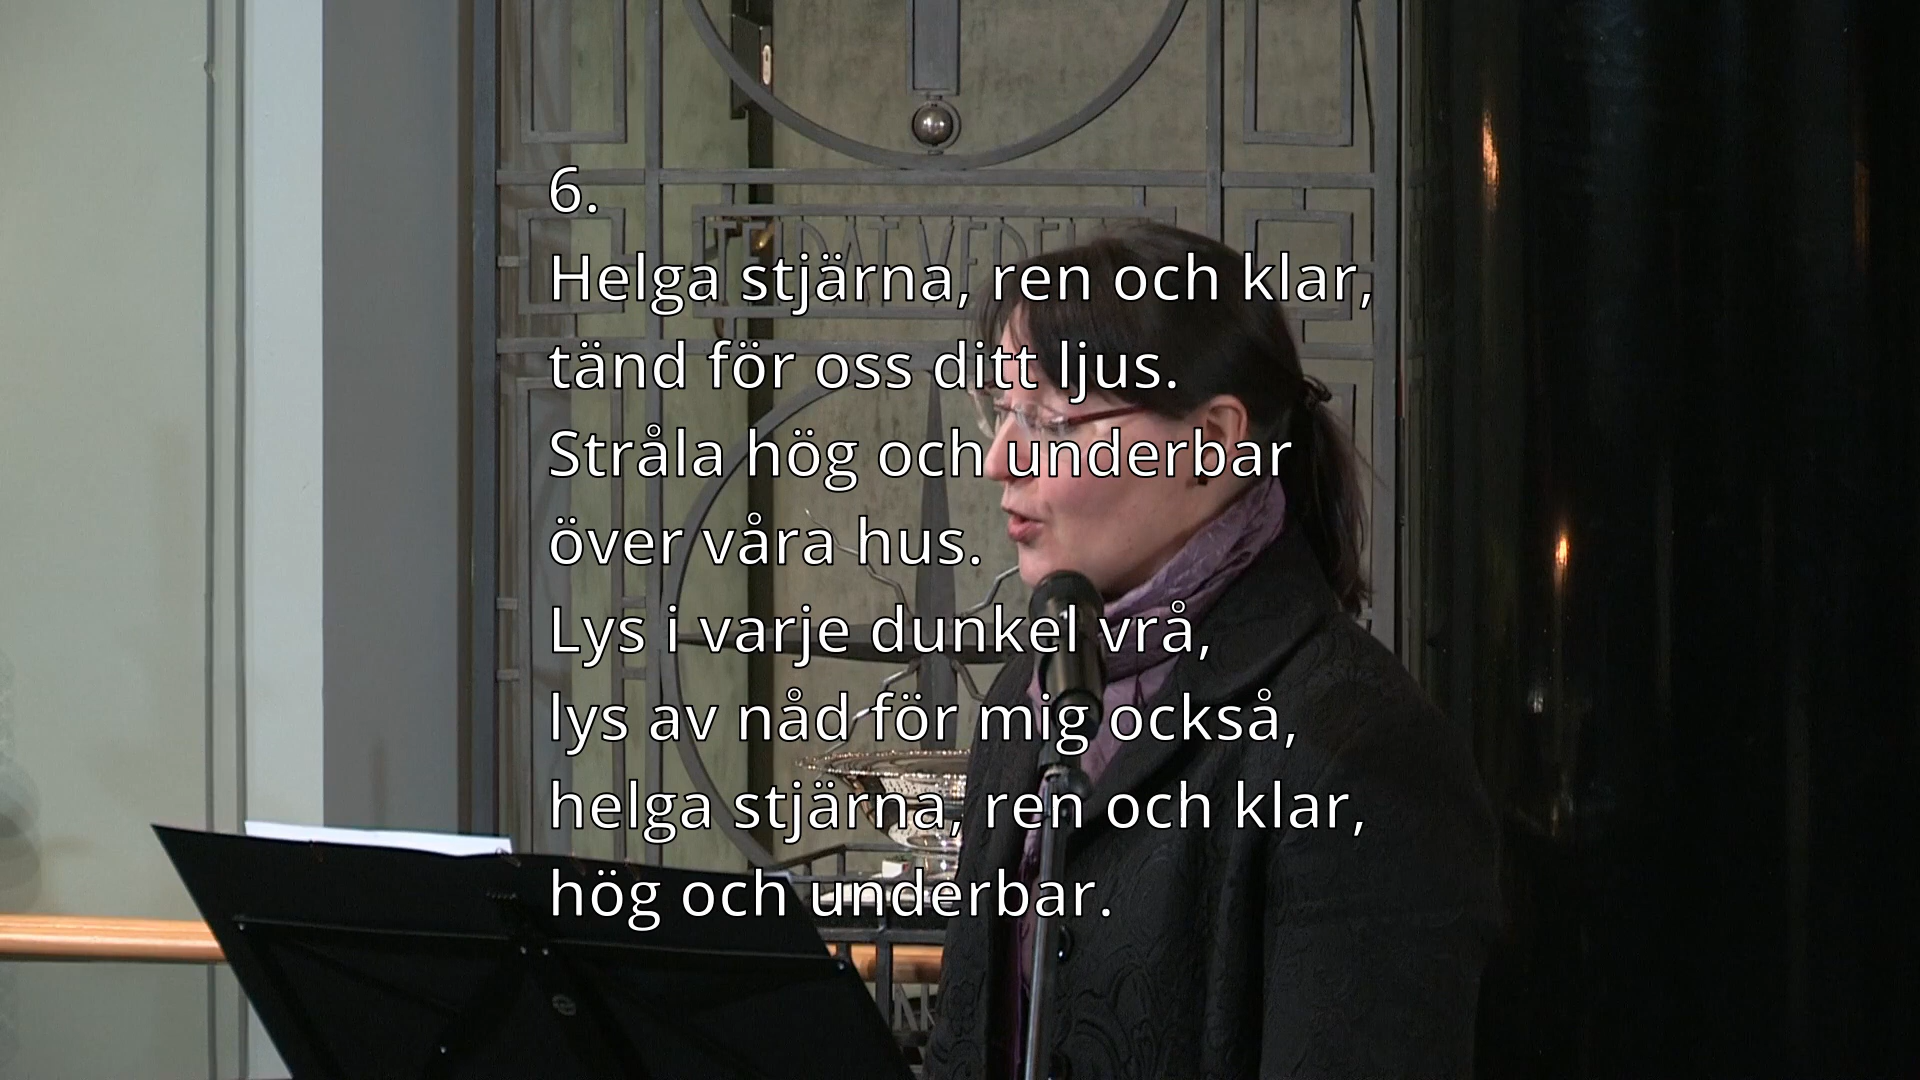 6.
Helga stjärna, ren och klar,
tänd för oss ditt ljus.
Stråla hög och underbar
över våra hus.
Lys i varje dunkel vrå,
lys av nåd för mig också,
helga stjärna, ren och klar,
hög och underbar.